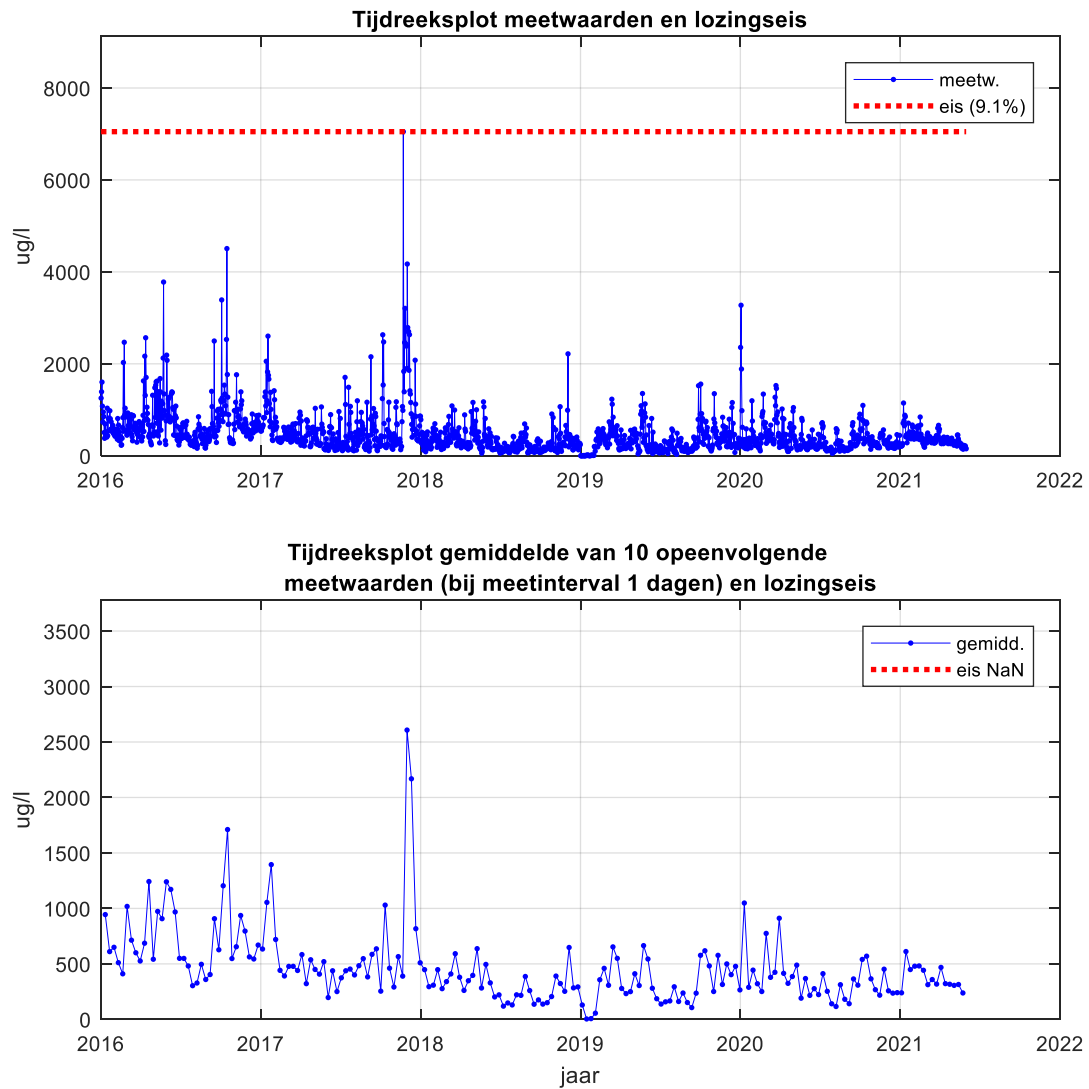 Tijdreeksplot meetwaarden en lozingseis
8000
6000
4000
2000
0
ug/l
meetw.
eis (9.1%)
2016 2017 2018 2019 2020 2021 2022
Tijdreeksplot gemiddelde van 10 opeenvolgende
meetwaarden (bij meetinterval 1 dagen) en lozingseis
3500
3000
2500
2000
1500
1000
500
0
ug/l
gemidd.
eis NaN
2016 2017 2018 2019 2020 2021 2022
jaar